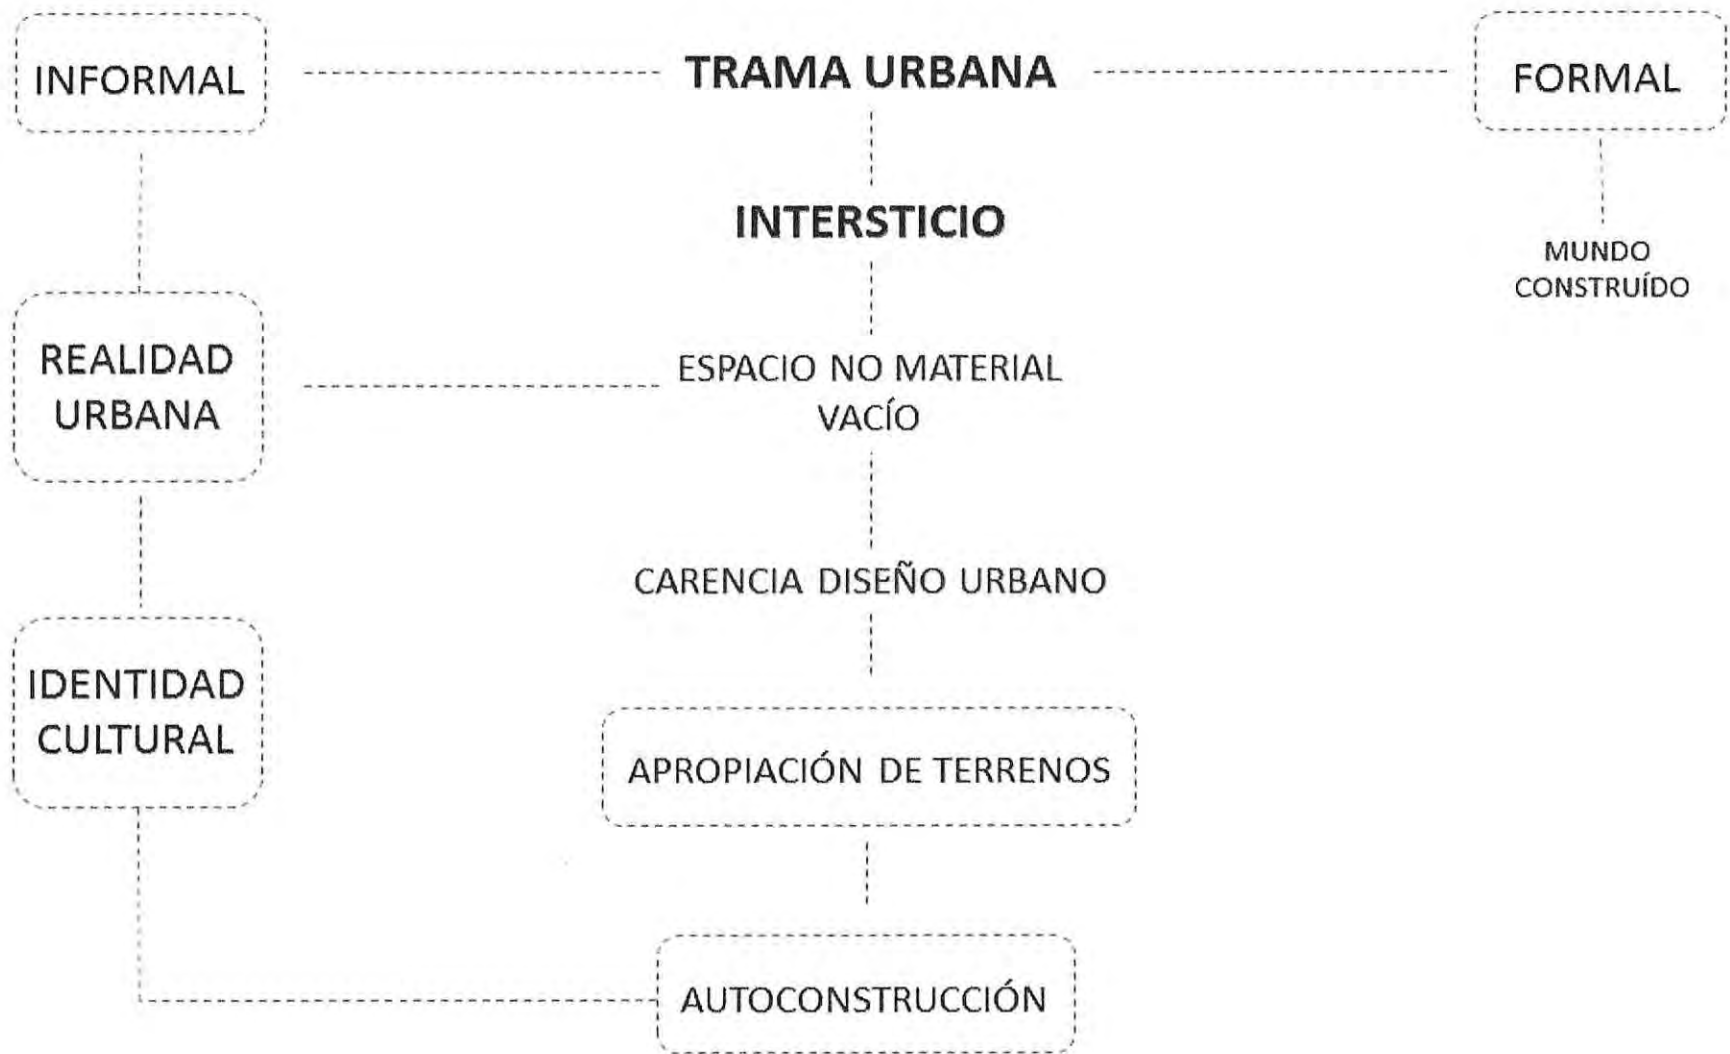 INFORMAL
TRAMA URBANA
FORMAL
INTERSTICIO
MUNDO
CONSTRUÍDO
REALIDAD
URBANA
ESPACIO NO MATERIAL
VACÍO
CARENCIA DISEÑO URBANO
IDENTIDAD
CULTURAL
APROPIACIÓN DE TERRENOS
AUTOCONSTRUCCIÓN